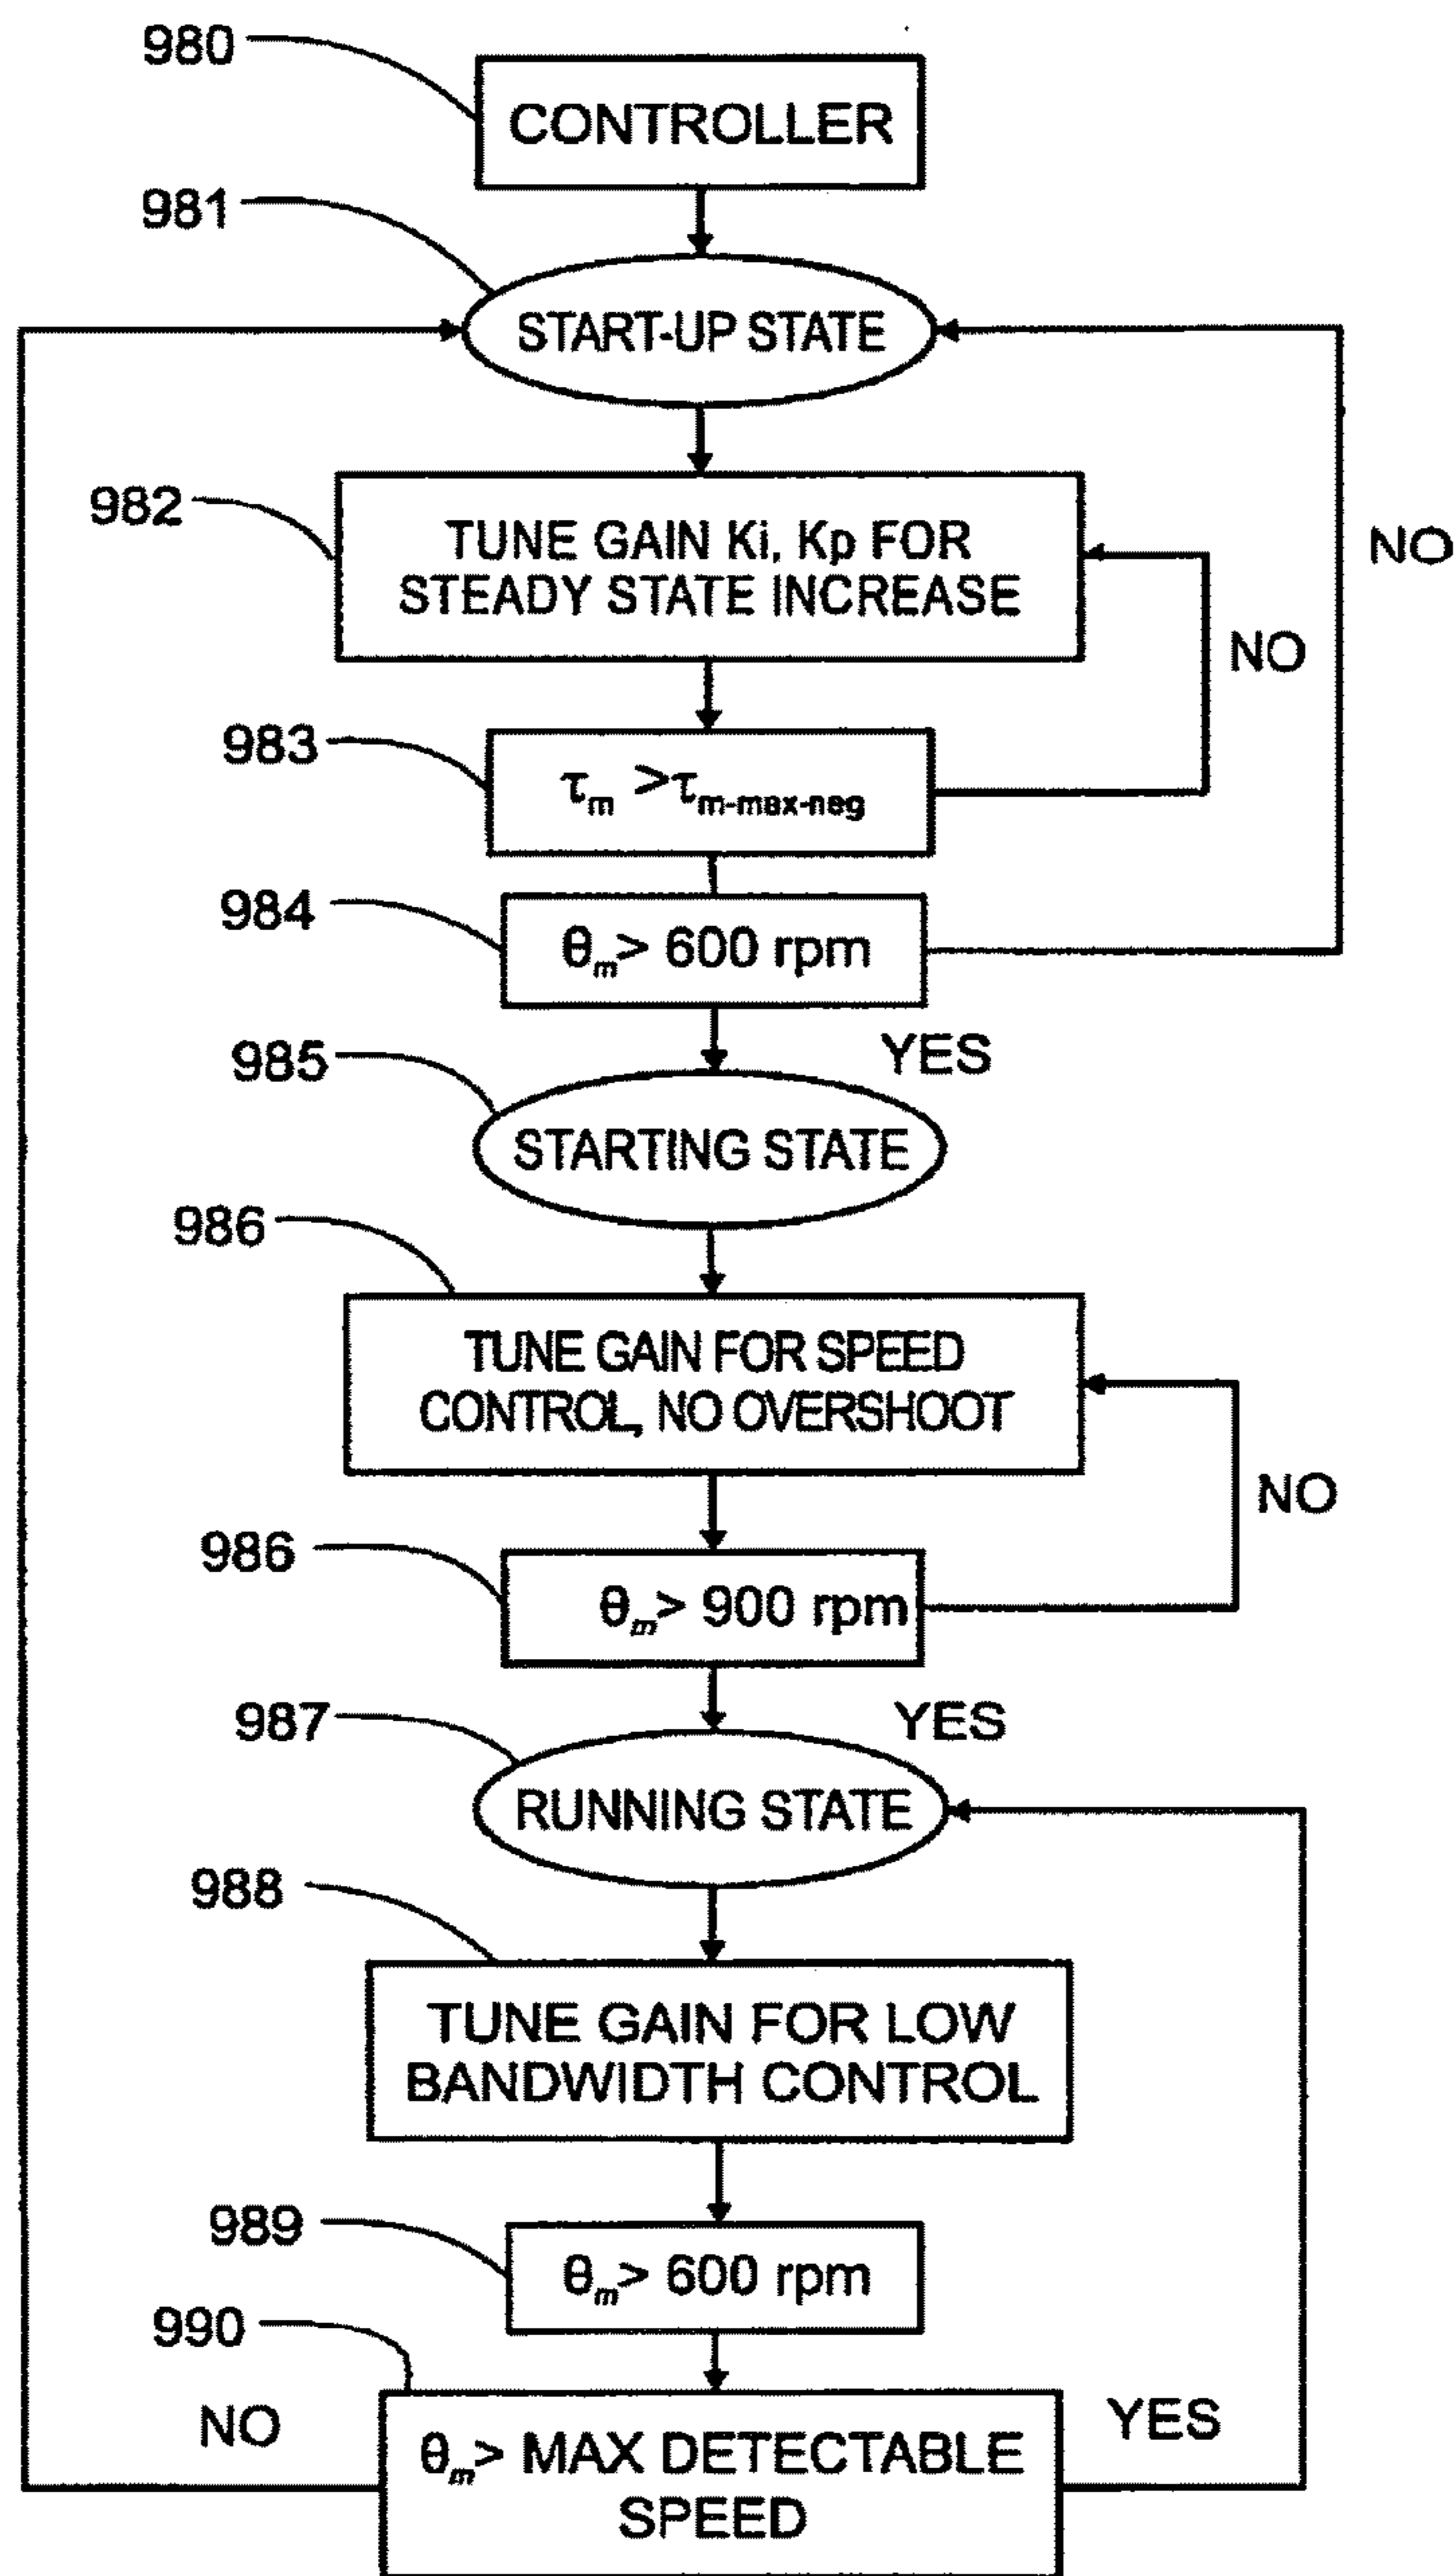 980
CONTROLLER
981
START-UP STATE
982
TUNE GAIN Ki, Kp FOR
STEADY STATE INCREASE
NO
NO
983
τm >τm-max-neg
984
θm> 600 rpm
YES
985
STARTING STATE
986
TUNE GAIN FOR SPEED
CONTROL, NO OVERSHOOT
NO
986
θm> 900 rpm
YES
987
RUNNING STATE
988
TUNE GAIN FOR LOW
BANDWIDTH CONTROL
989
θm> 600 rpm
990
NO
YES
θm> MAX DETECTABLE
SPEED